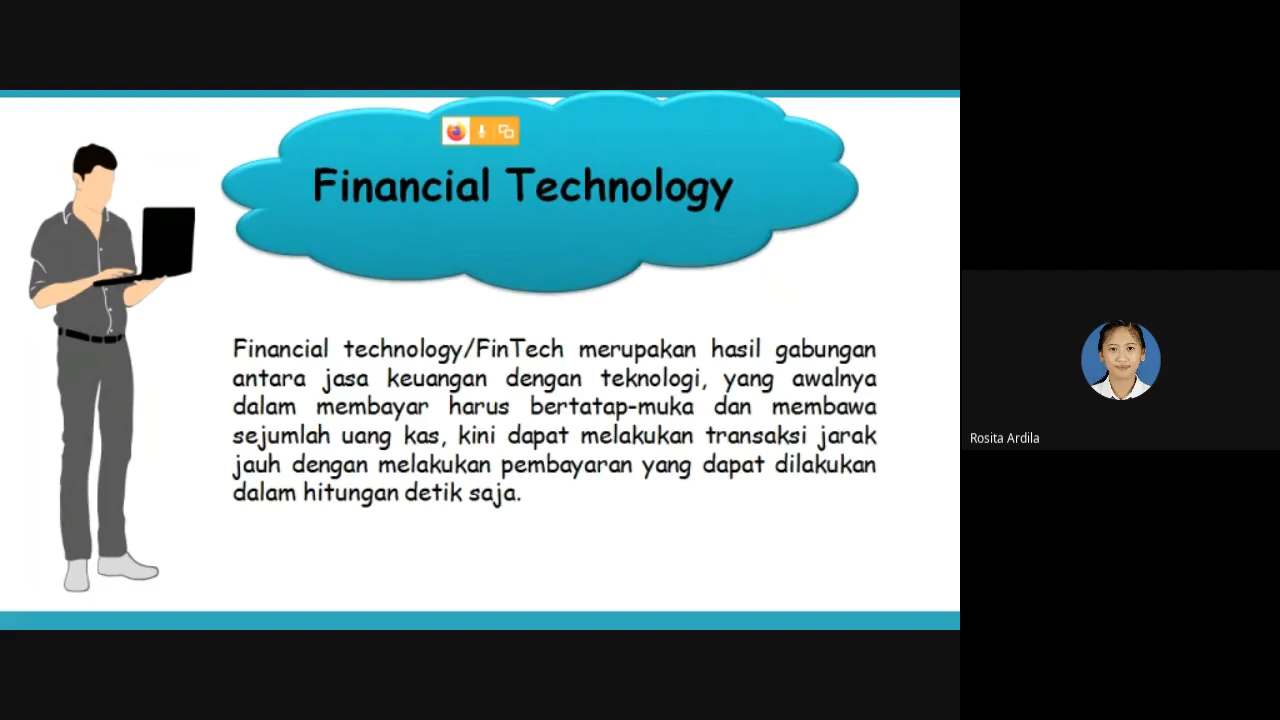 Financial Technology
Financial technology/FinTech merupakan hasil gabungan
antara jasa keuangan dengan teknologi, yang awalnya
dalam membayar harus bertatap-muka dan membawa
sejumlah uang kas, kini dapat melakukan transaksi jarak
jauh dengan melakukan pembayaran yang dapat dilakukan
dalam hitungan detik saja.
Rosita Ardila